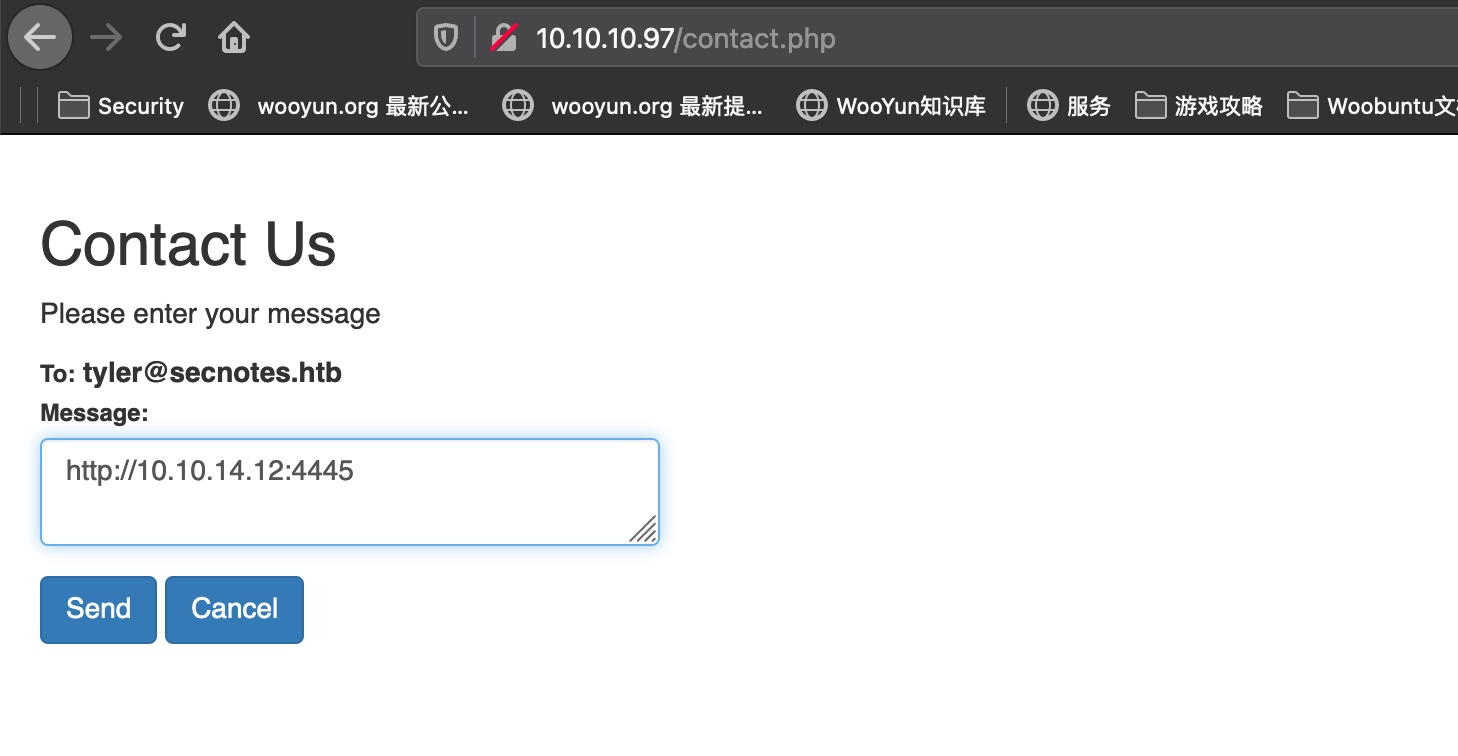 10.10.10.97/contact.php
Security wooyun.org 最新公... wooyun.org 最新提... WooYun知识库 服务 游戏攻略 Woobuntu文
Contact Us
Please enter your message
To: tyler@secnotes.htb
Message:
http://10.10.14.12:4445
Send Cancel